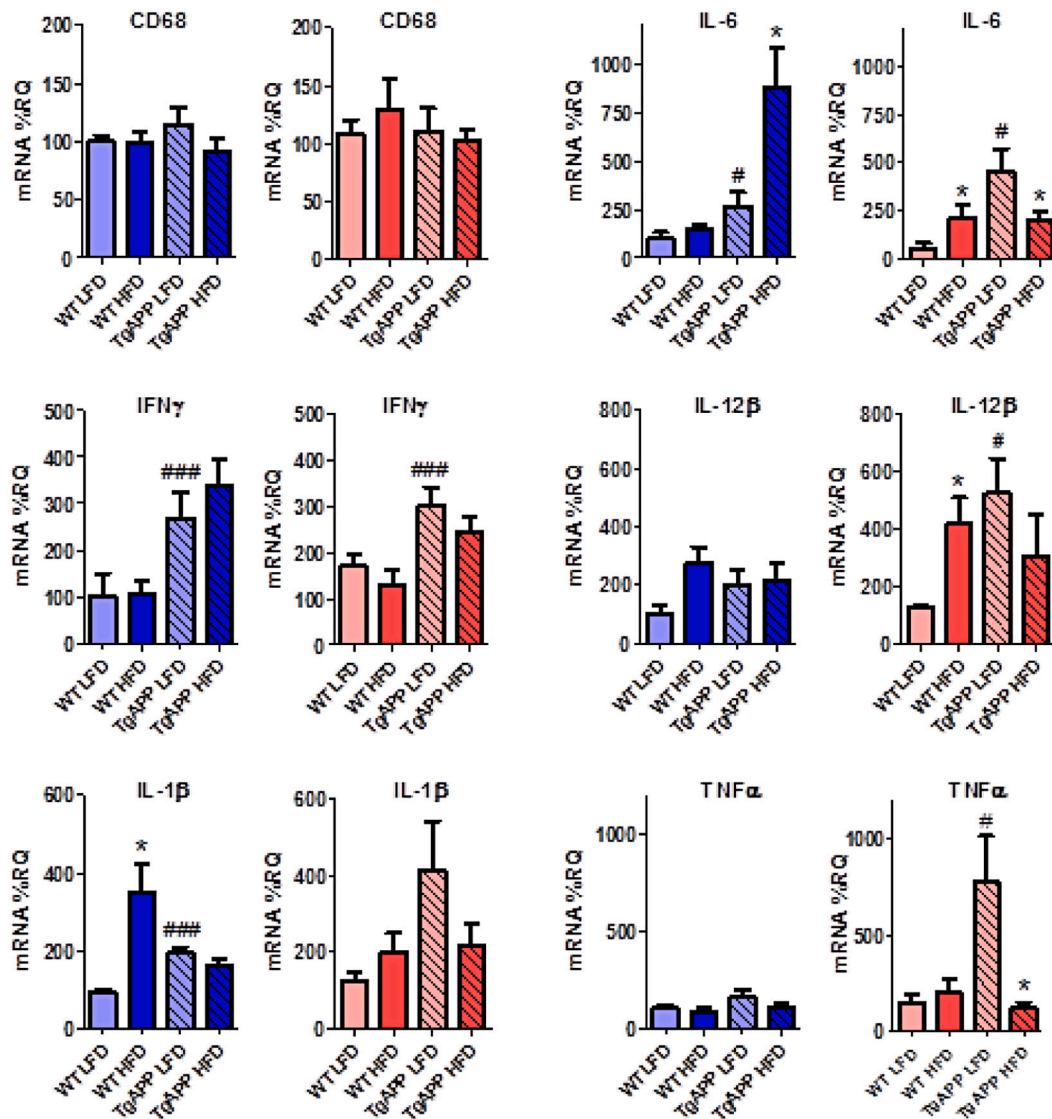 CD68
mRNA %RQ
200
150
100
50
0
WT LFD
WT HFD
TgAPP LFD
TgAPP HFD
CD68
mRNA %RQ
200
150
100
50
0
WT LFD
WT HFD
TgAPP LFD
TgAPP HFD
IL-6
mRNA %RQ
1000
500
250
0
#
*
WT LFD
WT HFD
TgAPP LFD
TgAPP HFD
IL-6
mRNA %RQ
1000
500
250
0
*
#
*
WT LFD
WT HFD
TgAPP LFD
TgAPP HFD
IFNγ
mRNA %RQ
500
400
300
200
100
0
###
WT LFD
WT HFD
TgAPP LFD
TgAPP HFD
IFNγ
mRNA %RQ
500
400
300
200
100
0
###
WT LFD
WT HFD
TgAPP LFD
TgAPP HFD
IL-12β
mRNA %RQ
800
600
400
200
0
WT LFD
WT HFD
TgAPP LFD
TgAPP HFD
IL-12β
mRNA %RQ
800
600
400
200
0
*
#
WT LFD
WT HFD
TgAPP LFD
TgAPP HFD
IL-1β
mRNA %RQ
600
400
200
0
*
###
WT LFD
WT HFD
TgAPP LFD
TgAPP HFD
IL-1β
mRNA %RQ
600
400
200
0
WT LFD
WT HFD
TgAPP LFD
TgAPP HFD
TNFα
mRNA %RQ
1000
500
0
WT LFD
WT HFD
TgAPP LFD
TgAPP HFD
TNFα
mRNA %RQ
1000
500
0
#
*
WT LFD
WT HFD
TgAPP LFD
TgAPP HFD